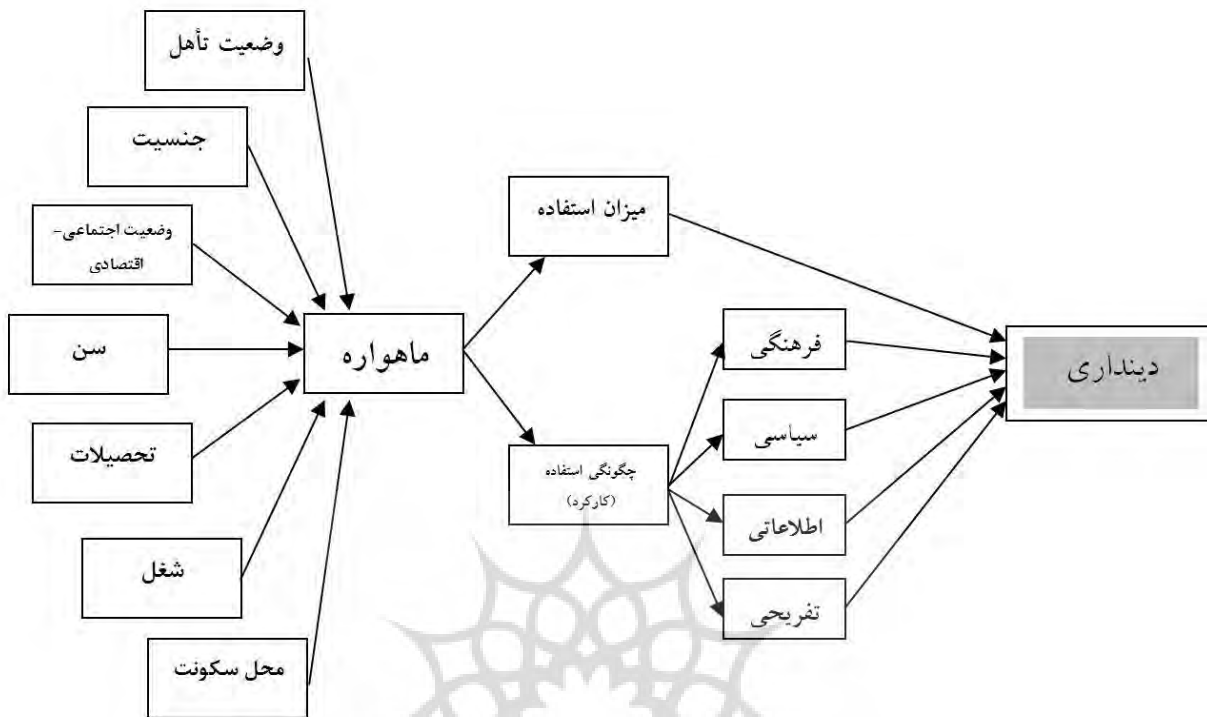 وضعیت تأهل
جنسیت
وضعیت اجتماعی-
اقتصادی
سن
تحصیلات
شغل
محل سکونت
ماهواره
میزان استفاده
چگونگی استفاده
(کارکرد)
فرهنگی
سیاسی
اطلاعاتی
تفریحی
دینداری